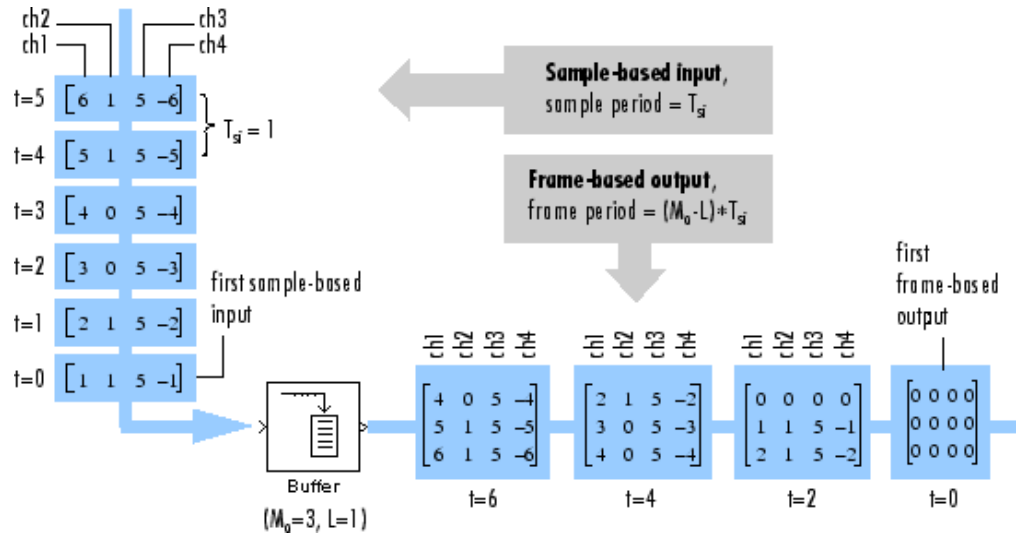 ch2
ch1
ch3
ch4
t=5 [6 1 5 –6]
T_si = 1
t=4 [5 1 5 –5]
t=3 [4 0 5 –4]
t=2 [3 0 5 –3]
t=1 [2 1 5 –2]
t=0 [1 1 5 –1]
first sample-based
input
Sample-based input,
sample period = T_si
Frame-based output,
frame period = (M_o-L)*T_si
first
frame-based
output
Buffer
(M_o=3, L=1)
ch1 ch2 ch3 ch4
4 0 5 –4
5 1 5 –5
6 1 5 –6
t=6
ch1 ch2 ch3 ch4
2 1 5 –2
3 0 5 –3
4 0 5 –4
t=4
ch1 ch2 ch3 ch4
0 0 0 0
1 1 5 –1
2 1 5 –2
t=2
0 0 0 0
0 0 0 0
0 0 0 0
t=0